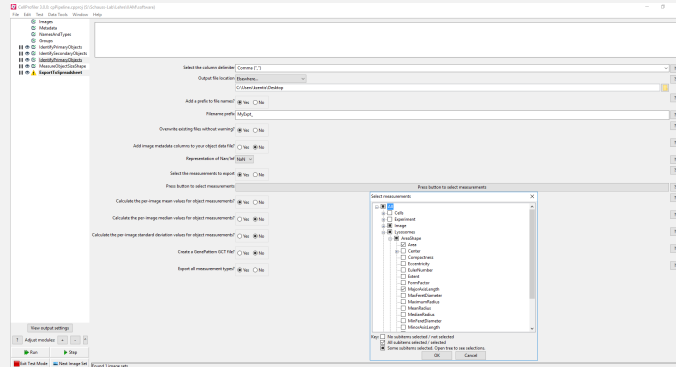 CellProfiler 3.0.0: cpPipeline.cpproj
File Edit Test Data Tools Window Help
Images
Metadata
NamesAndTypes
Groups
IdentifyPrimaryObjects
IdentifySecondaryObjects
IdentifyPrimaryObjects
MeasureObjectSizeShape
ExportToSpreadsheet
Select the column delimiter Comma (",")
Output file location Elsewhere...
Add a prefix to file names? Yes No
Filename prefix MyExpt_
Overwrite existing files without warning? Yes No
Add image metadata columns to your object data file? Yes No
Representation of Nan/Inf NaN
Select the measurements to export Yes No
Press button to select measurements Press button to select measurements
Calculate the per-image mean values for object measurements? Yes No
Calculate the per-image median values for object measurements? Yes No
Calculate the per-image standard deviation values for object measurements? Yes No
Create a GenePattern GCT file? Yes No
Export all measurement types? Yes No
Select measurements
All
Cells
Experiment
Image
Lysosomes
AreaShape
Area
Center
Compactness
Eccentricity
EulerNumber
Extent
FormFactor
MajorAxisLength
MaxFeretDiameter
MaximumRadius
MeanRadius
MedianRadius
MinFeretDiameter
MinorAxisLength
Key: No subitems selected / not selected
All subitems selected / selected
Some subitems selected. Open tree to see selections.
OK Cancel
View output settings
? Adjust modules + - ^
Run Step
Exit Test Mode Next Image Set
Found 2 image sets